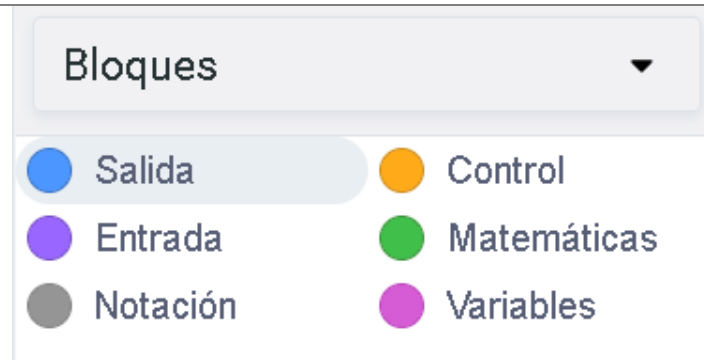 Bloques
Salida Control
Entrada Matemáticas
Notación Variables